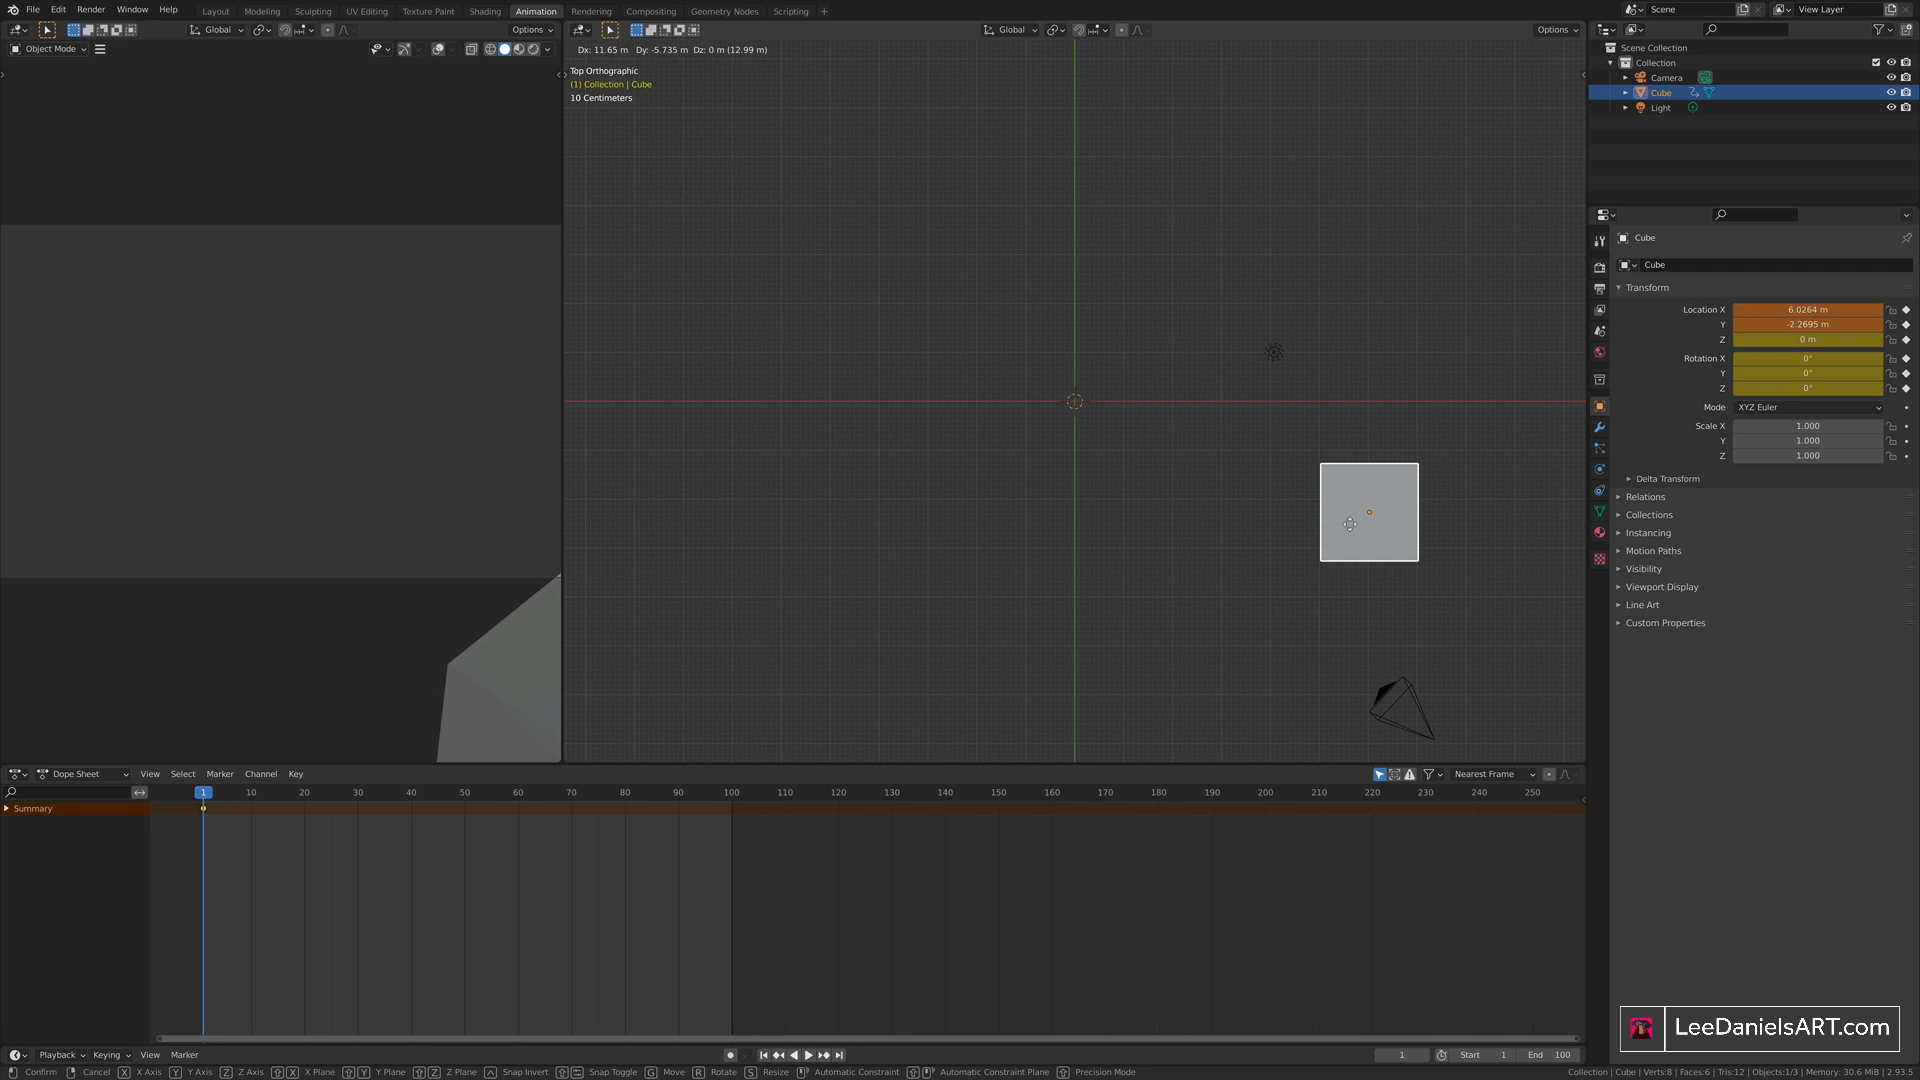 File Edit Render Window Help Layout Modeling Sculpting UV Editing Texture Paint Shading Animation Rendering Compositing Geometry Nodes Scripting + Scene View Layer
Global Options Global Options
Object Mode
Dx: 11.65 m Dy: -5.735 m Dz: 0 m (12.99 m)
Top Orthographic
(1) Collection | Cube
10 Centimeters
Scene Collection
Collection
Camera
Cube
Light
Cube
Cube
Transform
Location X 6.0264 m
Y -2.2695 m
Z 0 m
Rotation X 0°
Y 0°
Z 0°
Mode XYZ Euler
Scale X 1.000
Y 1.000
Z 1.000
Delta Transform
Relations
Collections
Instancing
Motion Paths
Visibility
Viewport Display
Line Art
Custom Properties
Dope Sheet View Select Marker Channel Key Nearest Frame
1 10 20 30 40 50 60 70 80 90 100 110 120 130 140 150 160 170 180 190 200 210 220 230 240 250
Summary
LeeDanielsART.com
Playback Keying View Marker 1 Start 1 End 100
Confirm Cancel X X Axis Y Y Axis Z Z Axis X X Plane Y Y Plane Z Z Plane Snap Invert Snap Toggle G Move R Rotate S Resize Automatic Constraint Automatic Constraint Plane Precision Mode Collection | Cube | Verts:8 | Faces:6 | Tris:12 | Objects:1/3 | Memory: 30.6 MiB | 2.93.5